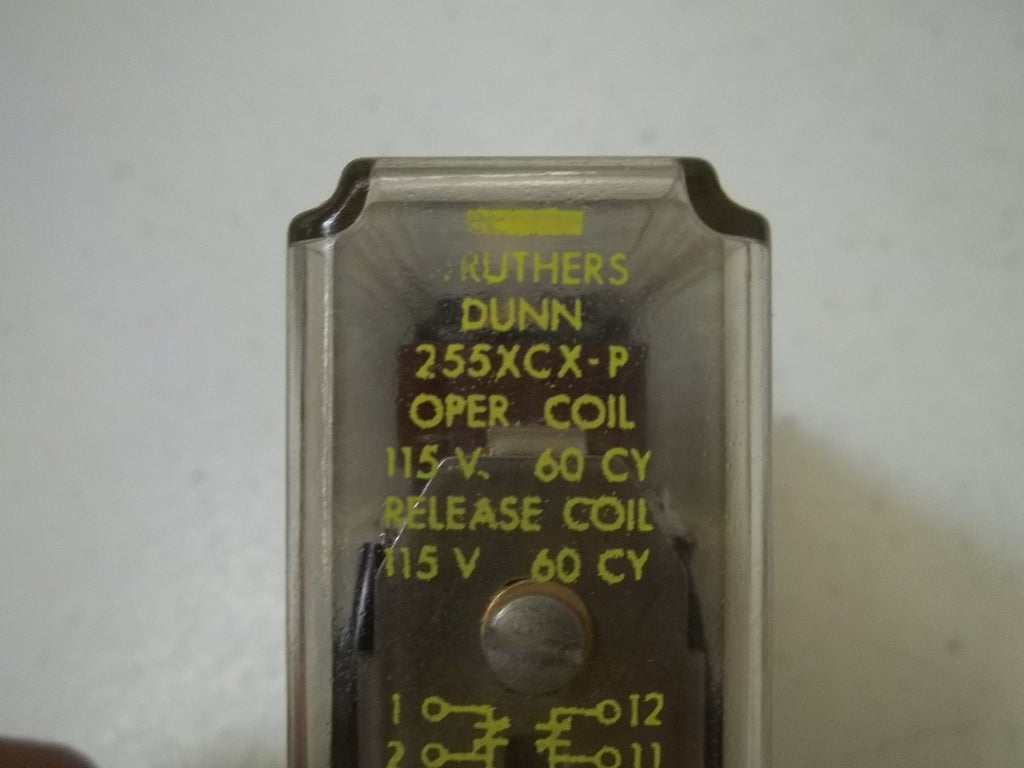 RUTHERS
DUNN
255XCX-P
OPER COIL
115 V. 60 CY
RELEASE COIL
115 V 60 CY
1 12
2 11